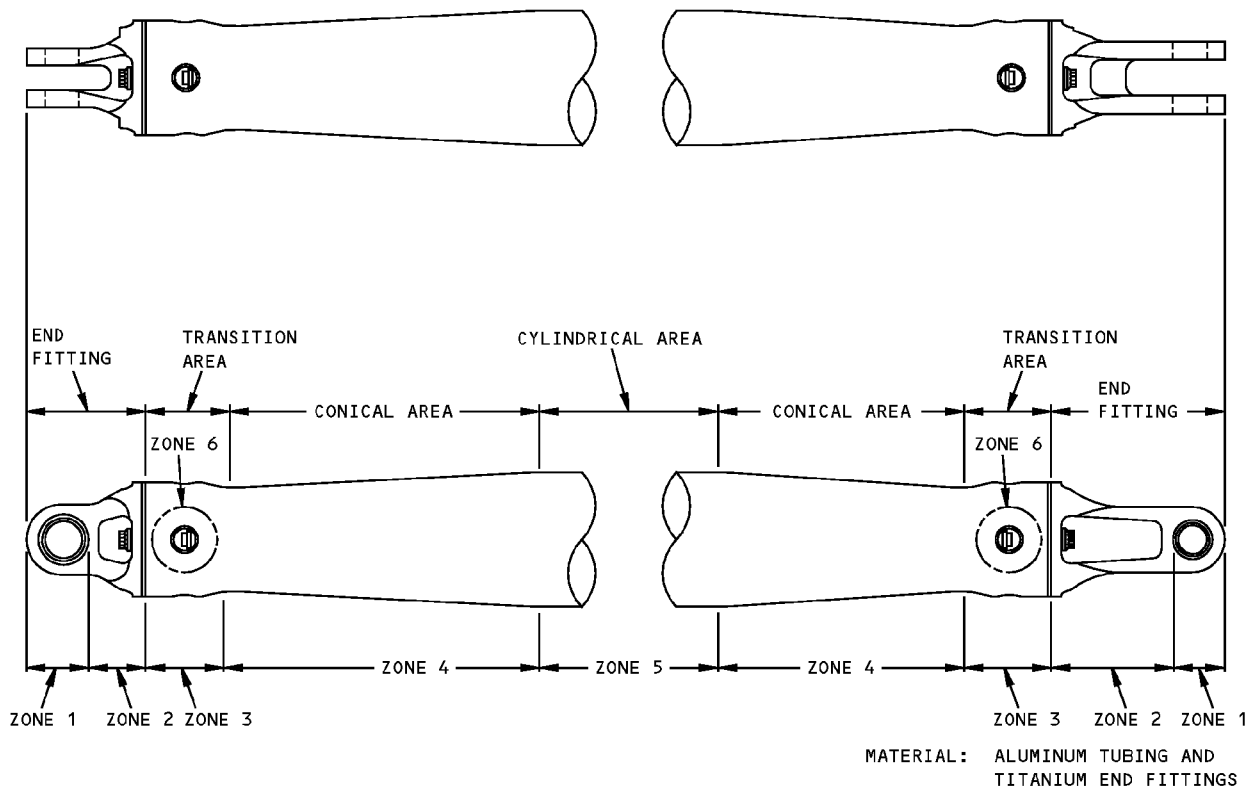 END
FITTING
TRANSITION
AREA
CYLINDRICAL AREA
TRANSITION
AREA
END
FITTING
CONICAL AREA
CONICAL AREA
ZONE 6
ZONE 6
ZONE 4
ZONE 5
ZONE 4
ZONE 1
ZONE 2
ZONE 3
ZONE 3
ZONE 2
ZONE 1
MATERIAL: ALUMINUM TUBING AND
TITANIUM END FITTINGS